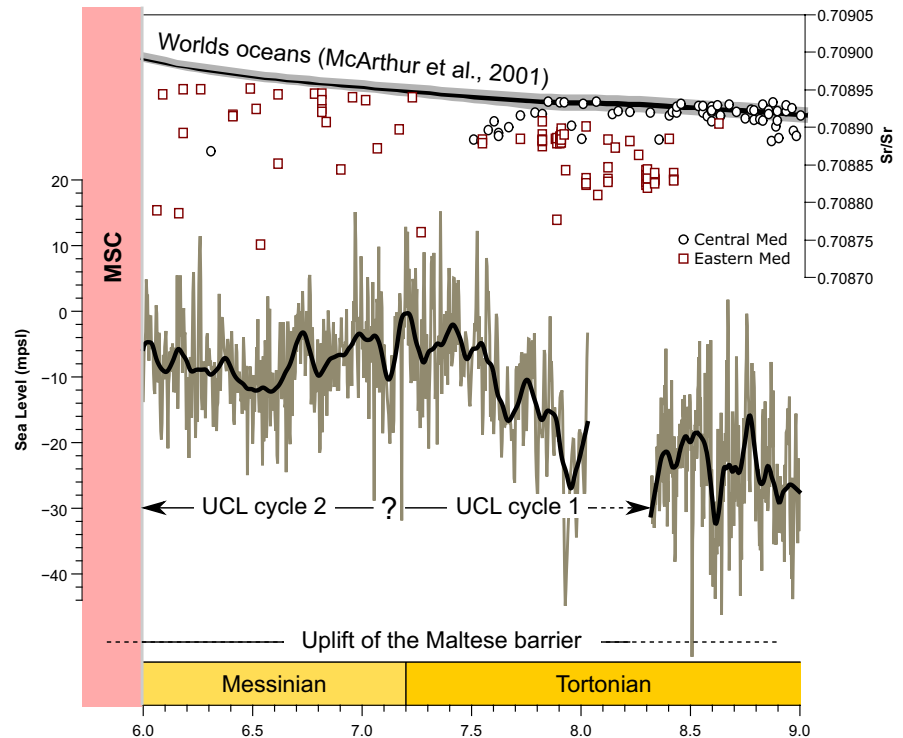 0.70905
Worlds oceans (McArthur et al., 2001)
0.70900
0.70895
0.70890
Sr/Sr
0.70885
0.70880
0.70875
0.70870
Central Med
Eastern Med
MSC
20
10
0
−10
−20
−30
−40
Sea Level (mpsl)
UCL cycle 2
?
UCL cycle 1
Uplift of the Maltese barrier
Messinian
Tortonian
6.0
6.5
7.0
7.5
8.0
8.5
9.0